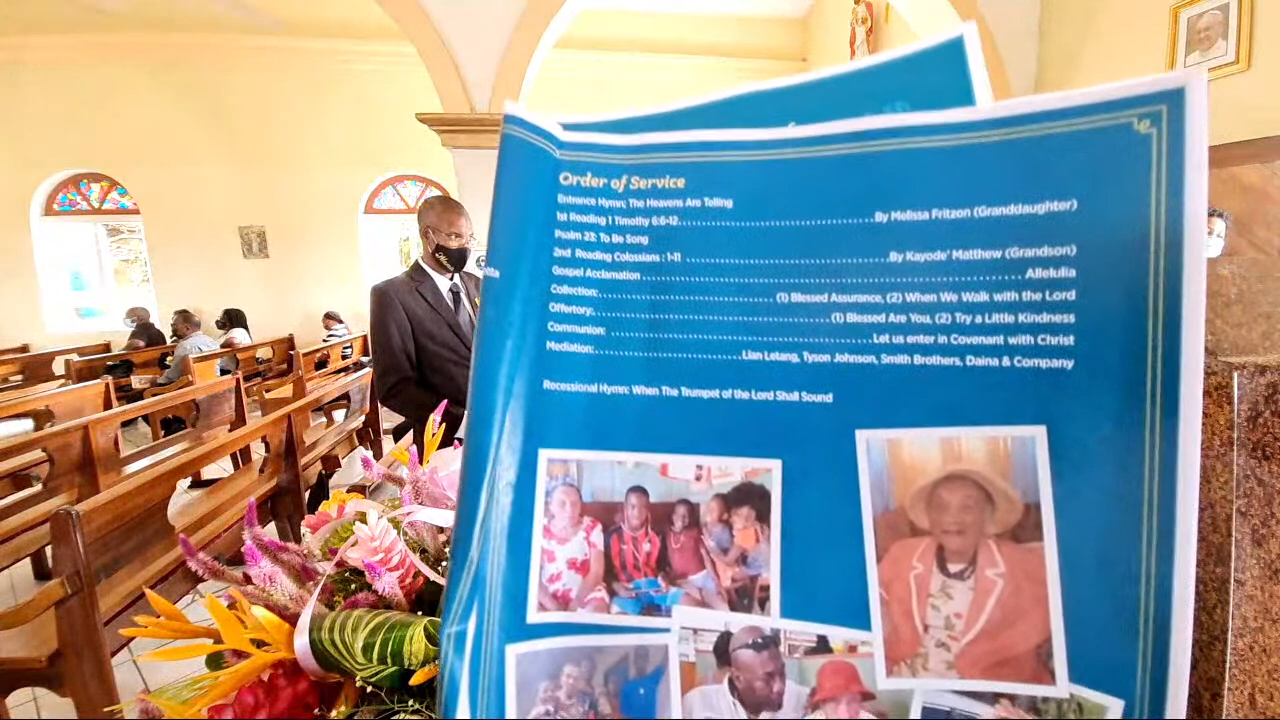 Order of Service
Entrance Hymn: The Heavens Are Telling
1st Reading 1 Timothy 6:6-12..............................By Melissa Fritzon (Granddaughter)
Psalm 23: To Be Song
2nd Reading Colossians : 1-11 ..............................By Kayode' Matthew (Grandson)
Gospel Acclamation .............................. Allelulia
Collection:..............................(1) Blessed Assurance, (2) When We Walk with the Lord
Offertory:..............................(1) Blessed Are You, (2) Try a Little Kindness
Communion: ..............................Let us enter in Covenant with Christ
Mediation:..............................Lian Letang, Tyson Johnson, Smith Brothers, Daina & Company
Recessional Hymn: When The Trumpet of the Lord Shall Sound